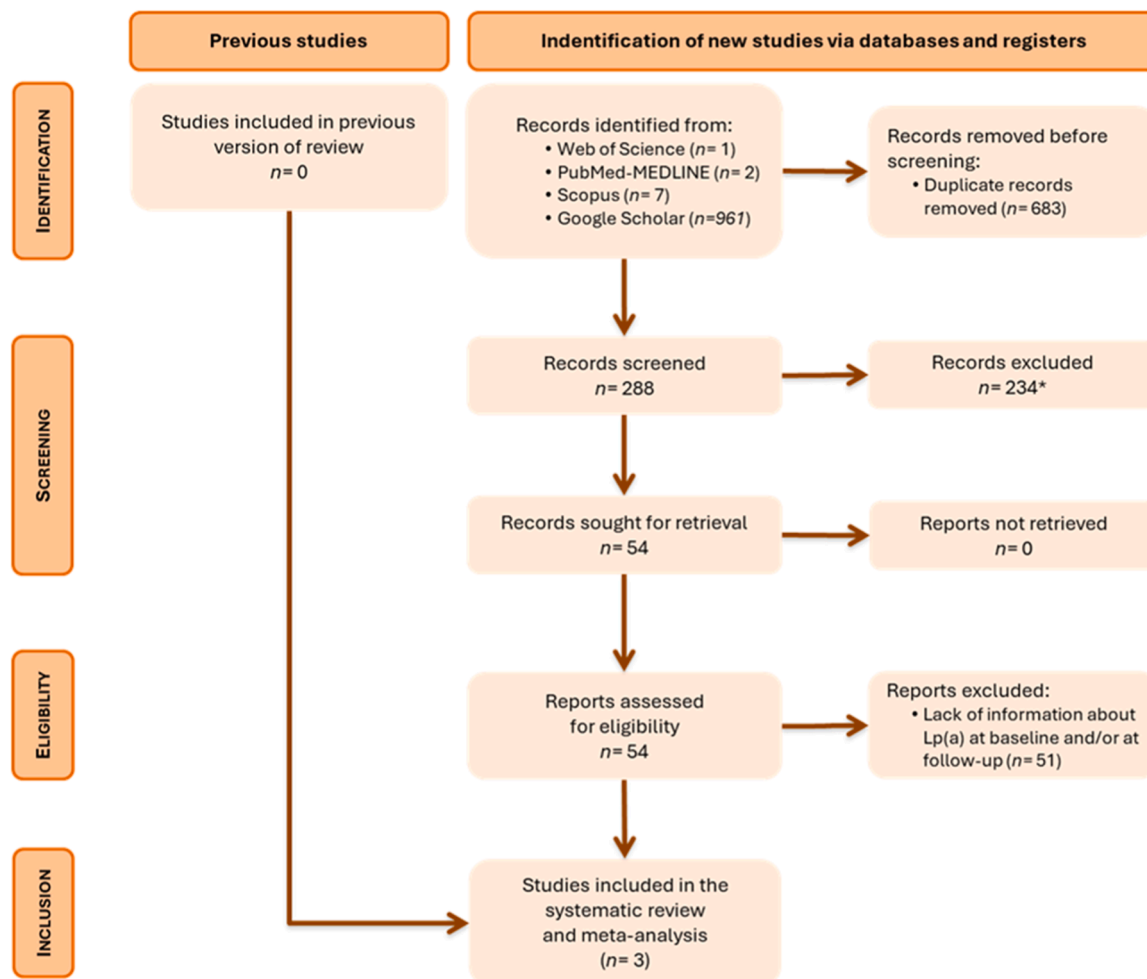 Previous studies
Indentification of new studies via databases and registers
IDENTIFICATION
Studies included in previous
version of review
n= 0
Records identified from:
• Web of Science (n= 1)
• PubMed-MEDLINE (n= 2)
• Scopus (n= 7)
• Google Scholar (n=961)
Records removed before
screening:
• Duplicate records
removed (n= 683)
SCREENING
Records screened
n= 288
Records excluded
n= 234*
Records sought for retrieval
n= 54
Reports not retrieved
n= 0
ELIGIBILITY
Reports assessed
for eligibility
n= 54
Reports excluded:
• Lack of information about
Lp(a) at baseline and/or at
follow-up (n= 51)
INCLUSION
Studies included in the
systematic review
and meta-analysis
(n= 3)